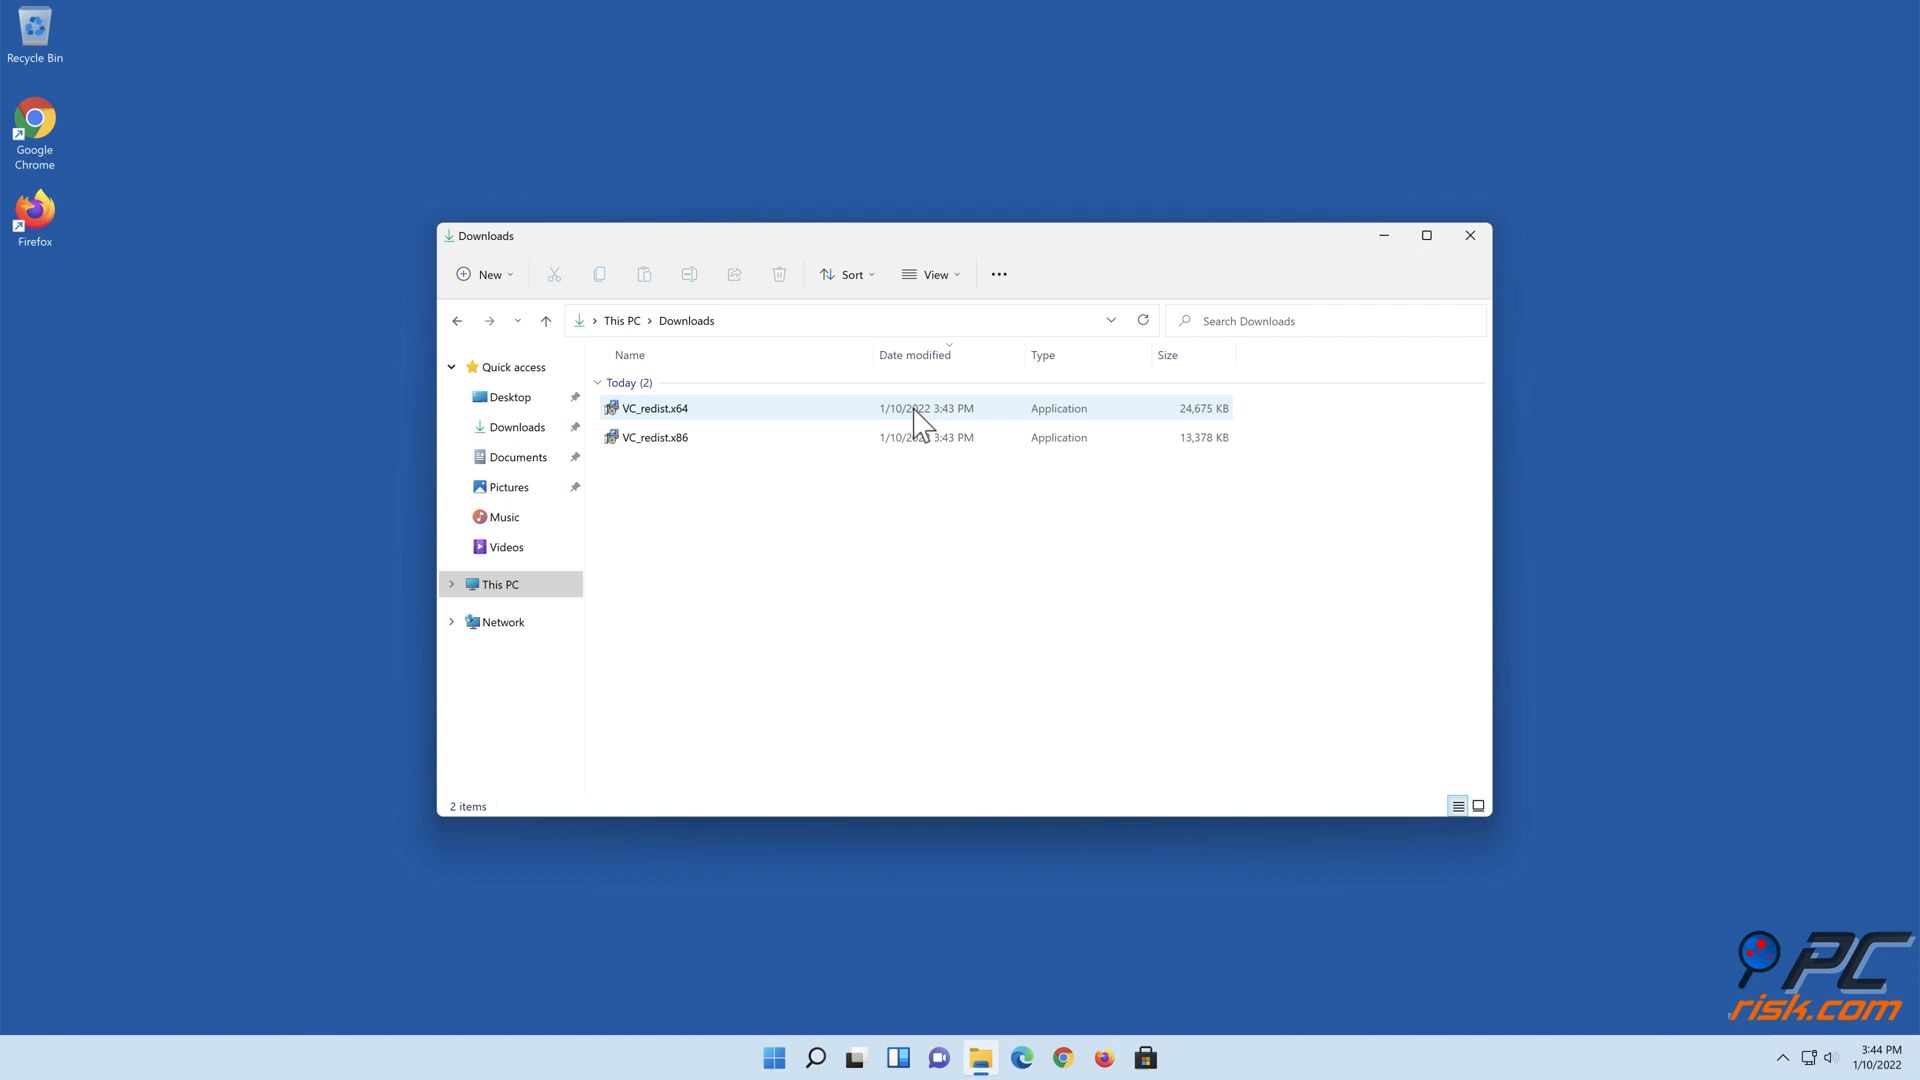 Recycle Bin
Google
Chrome
Firefox
Downloads
New
Sort
View
This PC
Downloads
Search Downloads
Name
Date modified
Type
Size
Quick access
Desktop
Downloads
Documents
Pictures
Music
Videos
This PC
Network
Today (2)
VC_redist.x64 1/10/2022 3:43 PM Application 24,675 KB
VC_redist.x86 1/10/2022 3:43 PM Application 13,378 KB
2 items
PC
risk.com
3:44 PM
1/10/2022